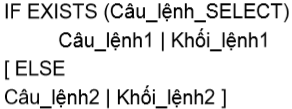 IF EXISTS (Câu_lệnh_SELECT)
Câu_lệnh1 | Khối_lệnh1
[ ELSE
Câu_lệnh2 | Khối_lệnh2 ]